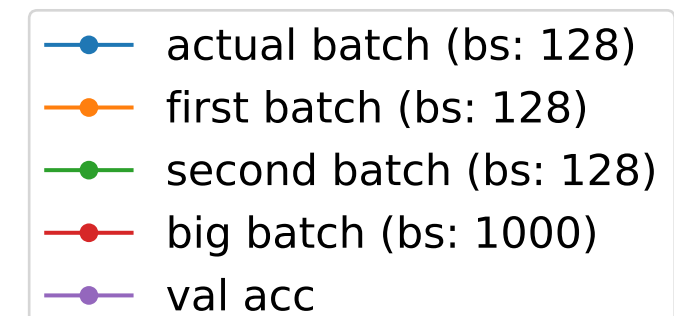 actual batch (bs: 128)
first batch (bs: 128)
second batch (bs: 128)
big batch (bs: 1000)
val acc